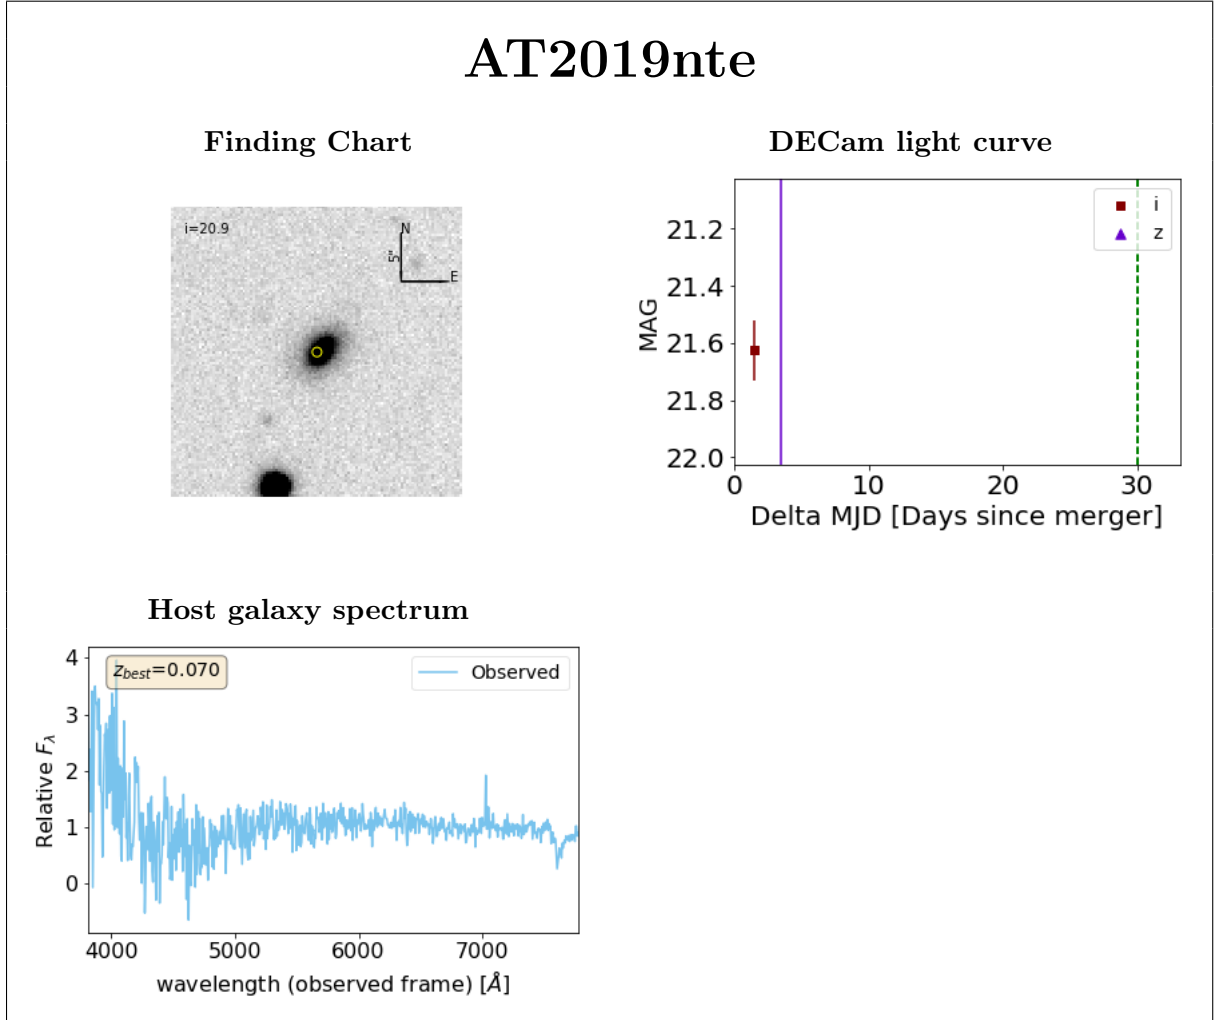 AT2019nte
Finding Chart
i=20.9
N
5"
E
DECam light curve
i
z
21.2
21.4
21.6
21.8
22.0
MAG
0 10 20 30
Delta MJD [Days since merger]
Host galaxy spectrum
z_best=0.070
Observed
4
3
2
1
0
Relative F_λ
4000 5000 6000 7000
wavelength (observed frame) [Å]